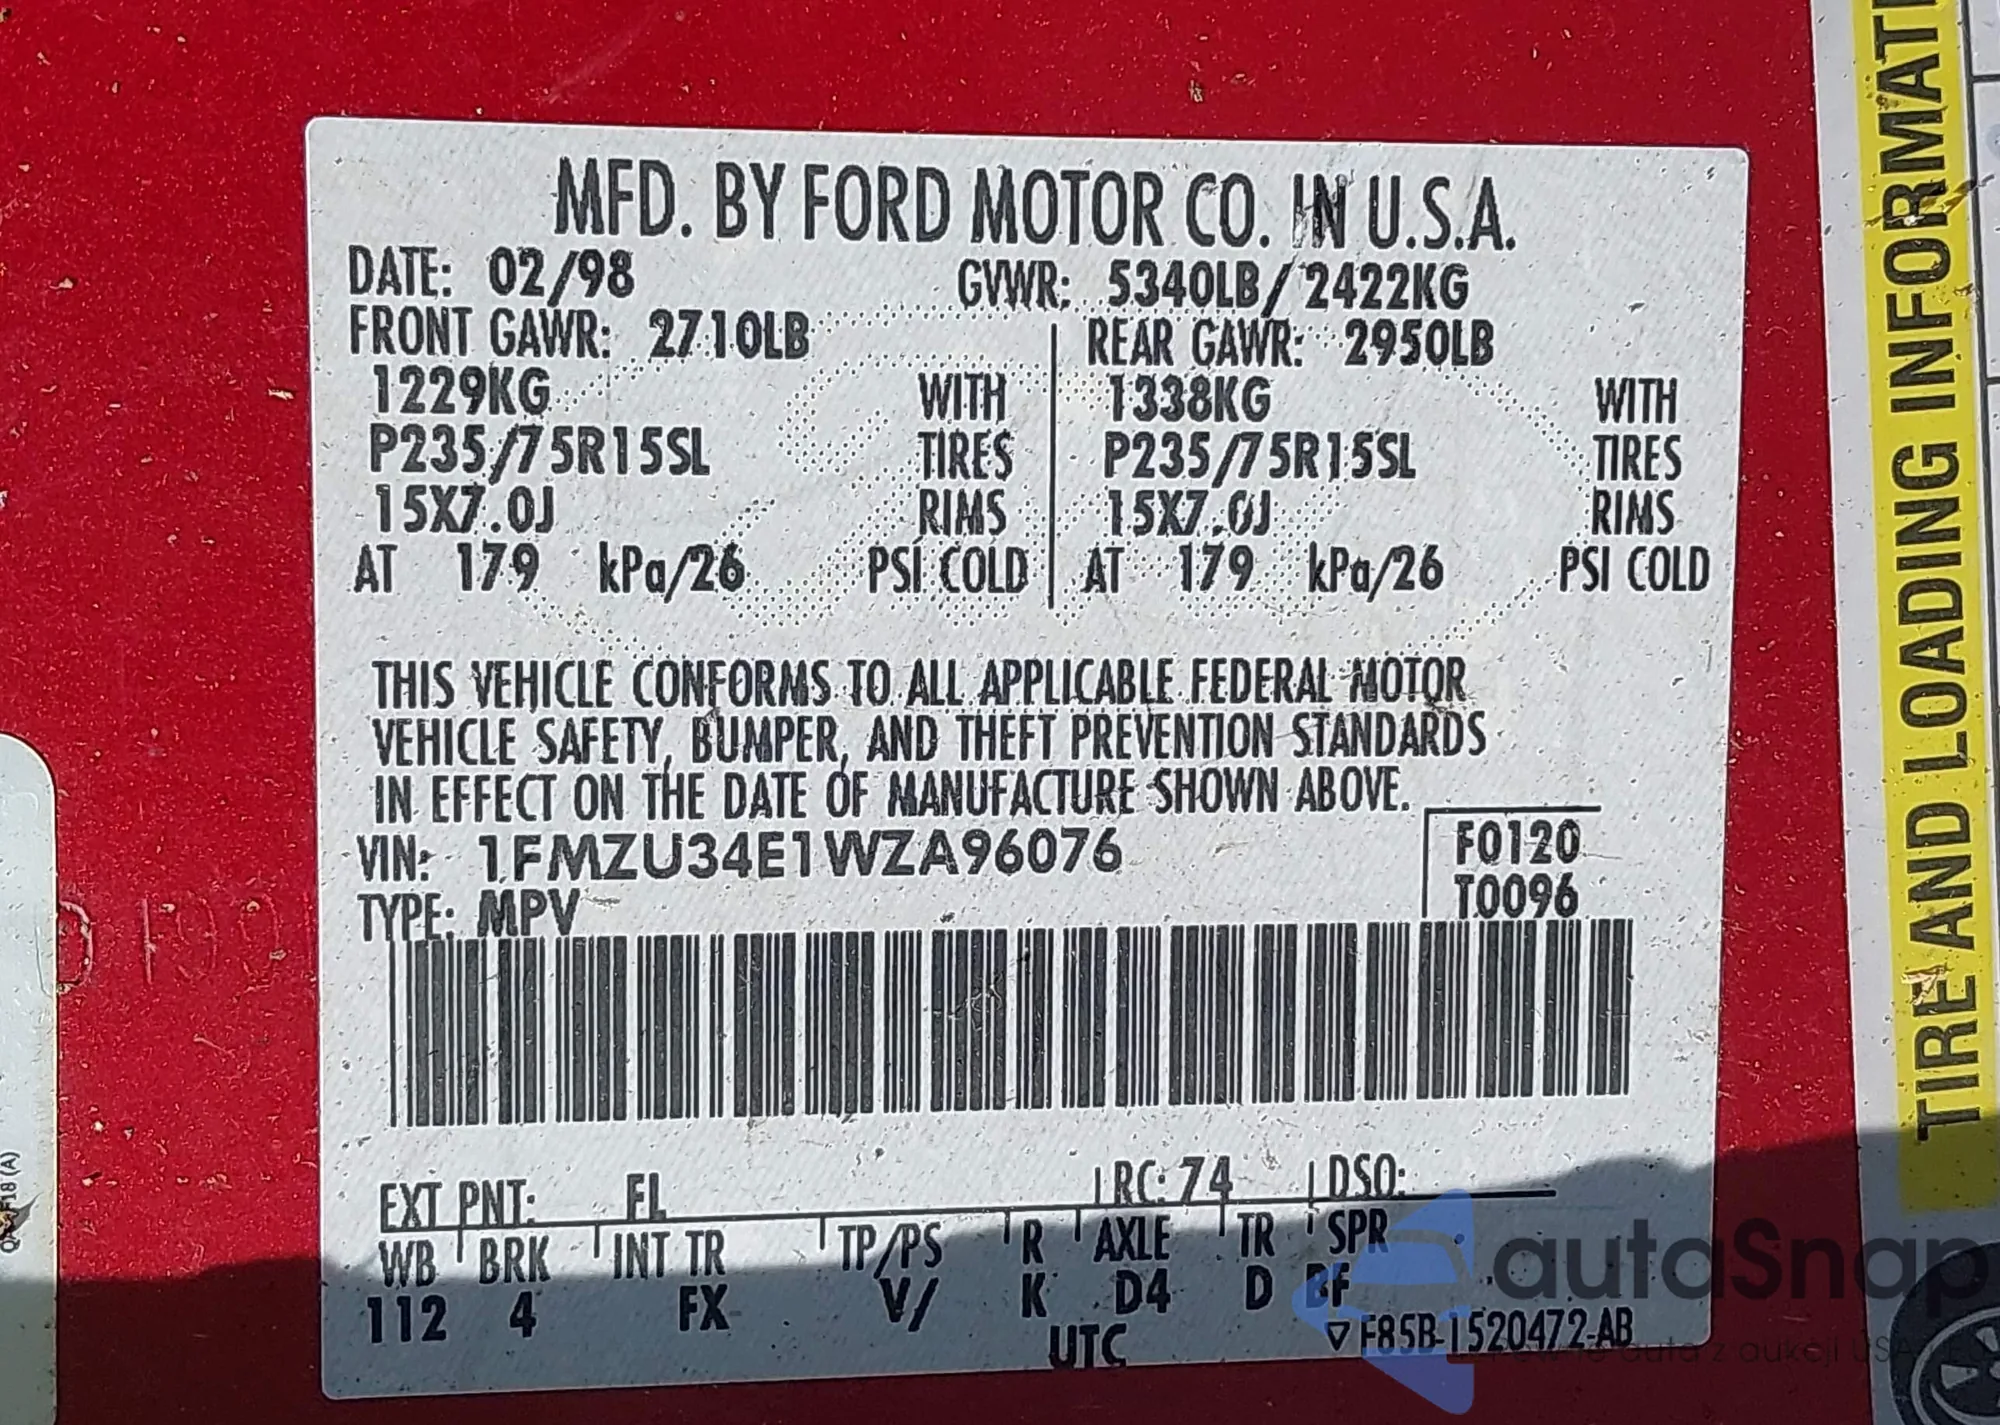 MFD. BY FORD MOTOR CO. IN U.S.A.
DATE: 02/98 GVWR: 5340LB/2422KG
FRONT GAWR: 2710LB REAR GAWR: 2950LB
1229KG WITH 1338KG WITH
P235/75R15SL TIRES P235/75R15SL TIRES
15X7.0J RIMS 15X7.0J RIMS
AT 179 kPa/26 PSI COLD AT 179 kPa/26 PSI COLD
THIS VEHICLE CONFORMS TO ALL APPLICABLE FEDERAL MOTOR
VEHICLE SAFETY, BUMPER, AND THEFT PREVENTION STANDARDS
IN EFFECT ON THE DATE OF MANUFACTURE SHOWN ABOVE.
VIN: 1FMZU34E1WZA96076 F0120
TYPE: MPV T0096
EXT PNT: FL RC: 74 DSO:
WB BRK INT TR TP/PS R AXLE TR SPR
112 4 FX V/ K D4 D BF
UTC ▽F85B-1520472-AB
TIRE AND LOADING INFORMATI
autaSnap
auta z aukcji USA